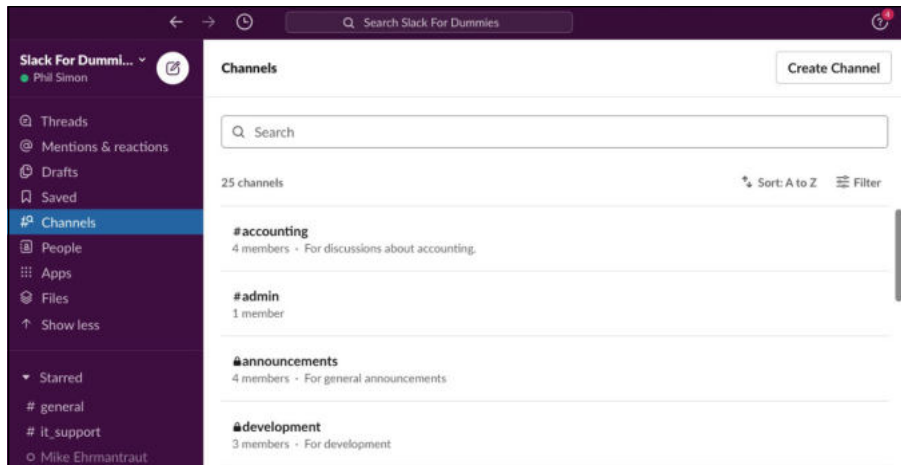 Search Slack For Dummies
4
Slack For Dummi...
Phil Simon
Threads
Mentions & reactions
Drafts
Saved
Channels
People
Apps
Files
Show less
Starred
# general
# it_support
Mike Ehrmantraut
Channels
Create Channel
Search
25 channels
Sort: A to Z
Filter
#accounting
4 members · For discussions about accounting.
#admin
1 member
announcements
4 members · For general announcements
development
3 members · For development